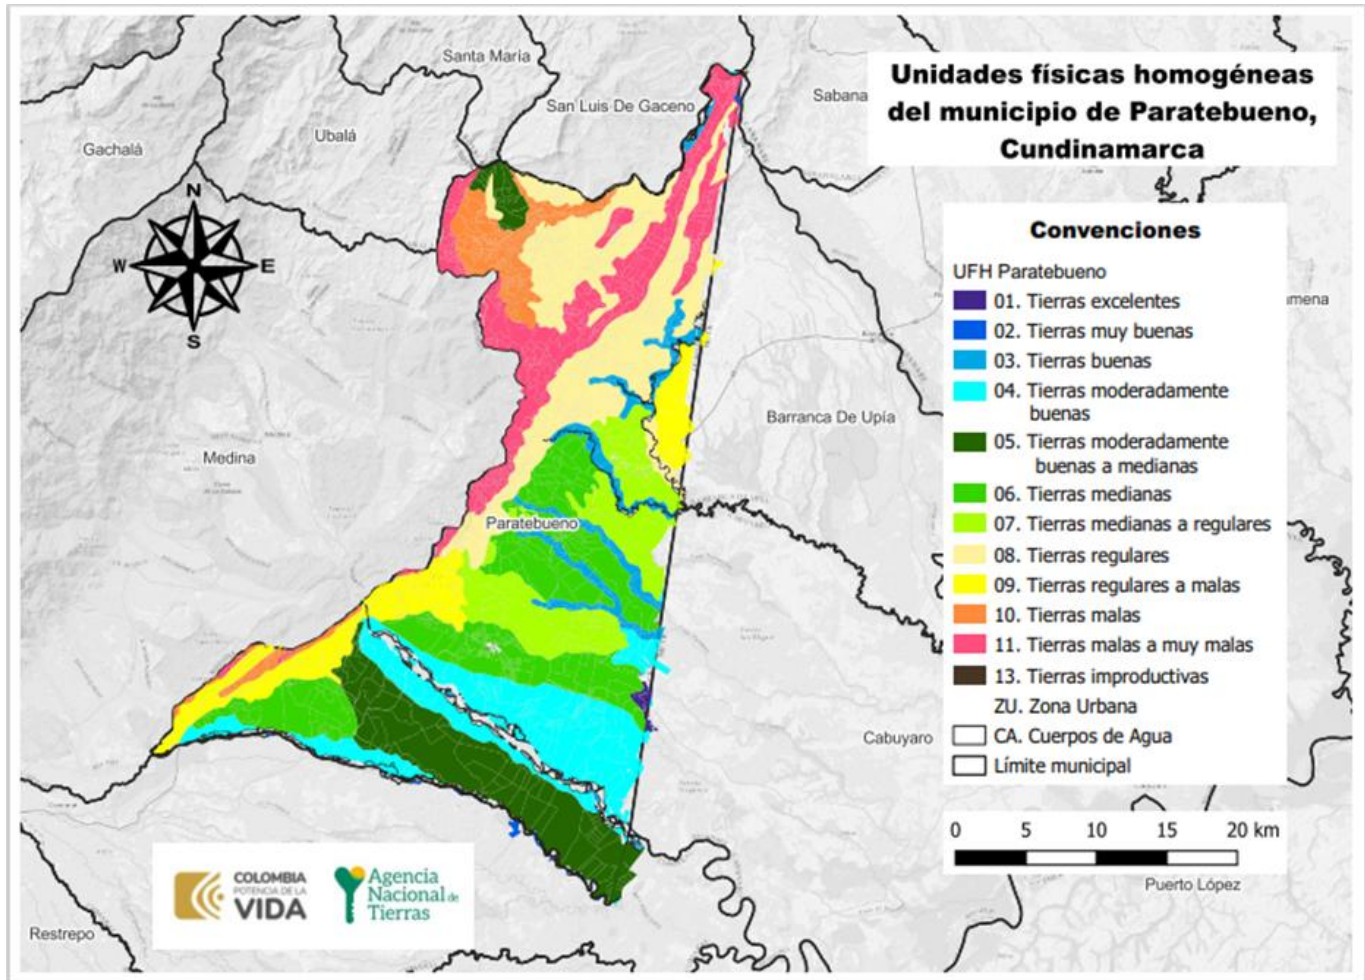 Unidades físicas homogéneas
del municipio de Paratebueno,
Cundinamarca
Santa María
San Luis De Gaceno
Sabana
Ubalá
Gachalá
N
W
E
S
Medina
Paratebueno
Barranca De Upía
Cabuyaro
Puerto López
Restrepo
amena
Convenciones
UFH Paratebueno
01. Tierras excelentes
02. Tierras muy buenas
03. Tierras buenas
04. Tierras moderadamente
buenas
05. Tierras moderadamente
buenas a medianas
06. Tierras medianas
07. Tierras medianas a regulares
08. Tierras regulares
09. Tierras regulares a malas
10. Tierras malas
11. Tierras malas a muy malas
13. Tierras improductivas
ZU. Zona Urbana
CA. Cuerpos de Agua
Límite municipal
0 5 10 15 20 km
COLOMBIA
POTENCIA DE LA
VIDA
Agencia
Nacional de
Tierras